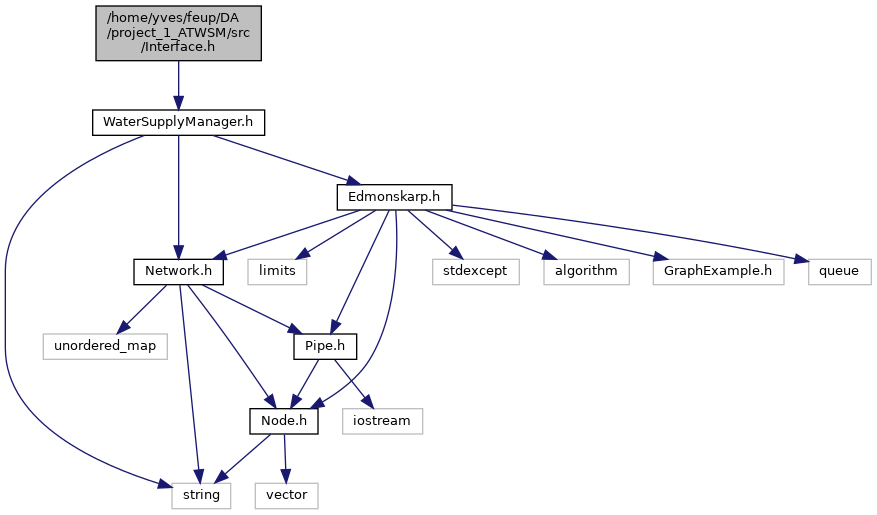 /home/yves/feup/DA
/project_1_ATWSM/src
/Interface.h
WaterSupplyManager.h
Edmonskarp.h
Network.h
limits
stdexcept
algorithm
GraphExample.h
queue
unordered_map
Pipe.h
Node.h
iostream
string
vector